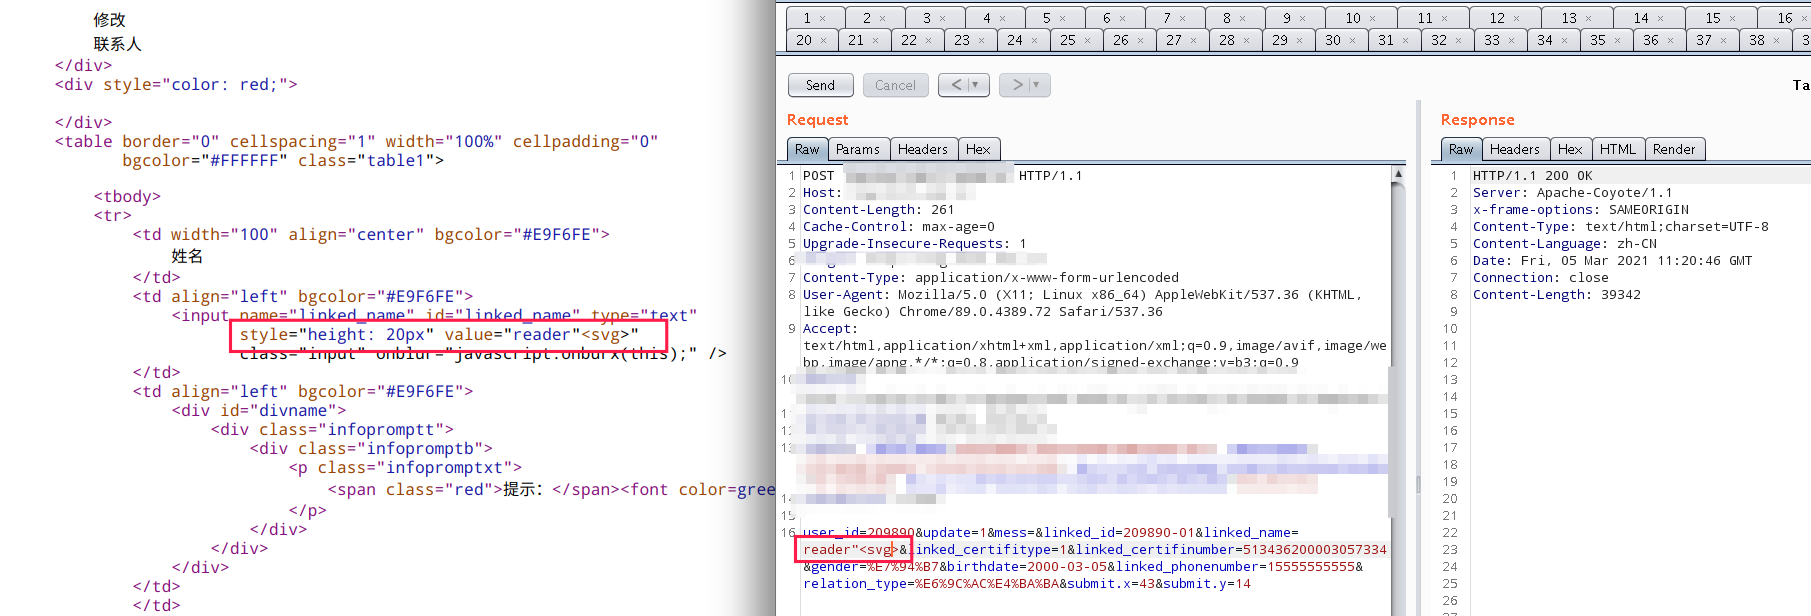 修改
联系人
</div>
<div style="color: red;">
</div>
<table border="0" cellspacing="1" width="100%" cellpadding="0"
bgcolor="#FFFFFF" class="table1">
<tbody>
<tr>
<td width="100" align="center" bgcolor="#E9F6FE">
姓名
</td>
<td align="left" bgcolor="#E9F6FE">
<input name="linked_name" id="linked_name" type="text"
style="height: 20px" value="reader"<svg>"
class="input" onblur="javascript:onburx(this);" />
</td>
<td align="left" bgcolor="#E9F6FE">
<div id="divname">
<div class="infopromptt">
<div class="infopromptb">
<p class="infopromptxt">
<span class="red">提示：</span><font color=gree
</p>
</div>
</div>
</div>
</td>
</td>
1 × 2 × 3 × 4 × 5 × 6 × 7 × 8 × 9 × 10 × 11 × 12 × 13 × 14 × 15 × 16 ×
20 × 21 × 22 × 23 × 24 × 25 × 26 × 27 × 28 × 29 × 30 × 31 × 32 × 33 × 34 × 35 × 36 × 37 × 38 × 3
Send Cancel < | ▼ > | ▼ Ta
Request
Raw Params Headers Hex
1 POST HTTP/1.1
2 Host:
3 Content-Length: 261
4 Cache-Control: max-age=0
5 Upgrade-Insecure-Requests: 1
6
7 Content-Type: application/x-www-form-urlencoded
8 User-Agent: Mozilla/5.0 (X11; Linux x86_64) AppleWebKit/537.36 (KHTML,
like Gecko) Chrome/89.0.4389.72 Safari/537.36
9 Accept:
text/html,application/xhtml+xml,application/xml;q=0.9,image/avif,image/we
bp,image/apng,*/*;q=0.8,application/signed-exchange;v=b3;q=0.9
10
11
12
13
14
15
16 user_id=209890&update=1&mess=&linked_id=209890-01&linked_name=
reader"<svg>&linked_certifitype=1&linked_certifinumber=513436200003057334
&gender=%E7%94%B7&birthdate=2000-03-05&linked_phonenumber=15555555555&
relation_type=%E6%9C%AC%E4%BA%BA&submit.x=43&submit.y=14
Response
Raw Headers Hex HTML Render
1 HTTP/1.1 200 OK
2 Server: Apache-Coyote/1.1
3 x-frame-options: SAMEORIGIN
4 Content-Type: text/html;charset=UTF-8
5 Content-Language: zh-CN
6 Date: Fri, 05 Mar 2021 11:20:46 GMT
7 Connection: close
8 Content-Length: 39342
9
10
11
12
13
14
15
16
17
18
19
20
21
22
23
24
25
26